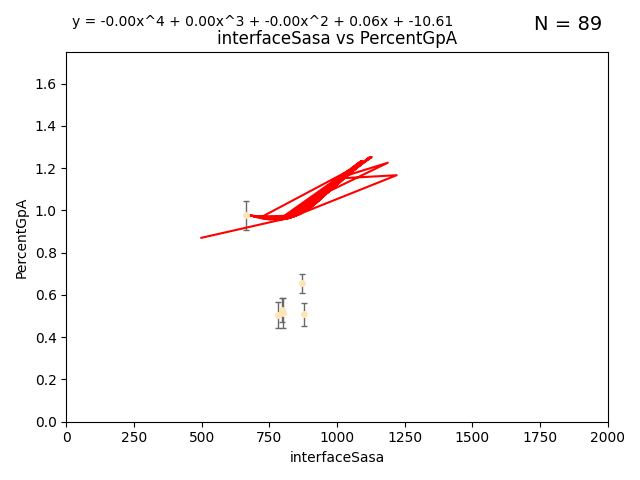 y = -0.00x^4 + 0.00x^3 + -0.00x^2 + 0.06x + -10.61
N = 89
interfaceSasa vs PercentGpA
1.6
1.4
1.2
1.0
0.8
0.6
0.4
0.2
0.0
PercentGpA
0 250 500 750 1000 1250 1500 1750 2000
interfaceSasa